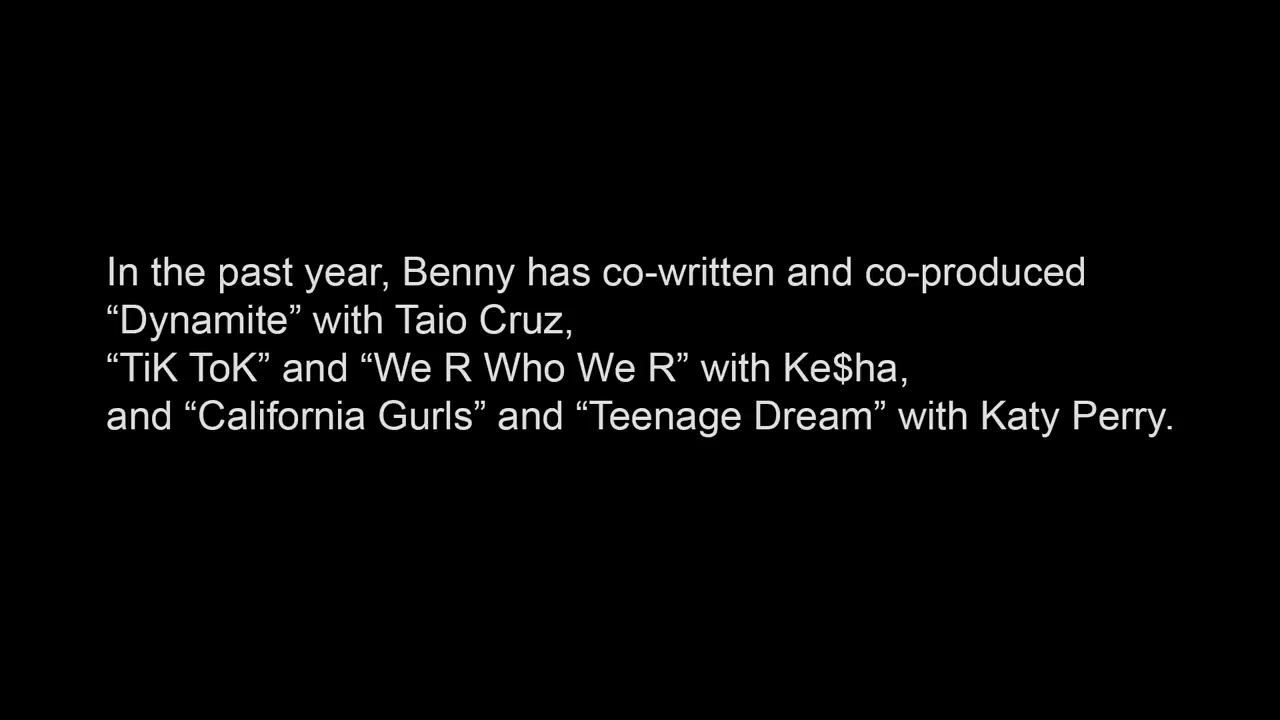 In the past year, Benny has co-written and co-produced
“Dynamite” with Taio Cruz,
“TiK ToK” and “We R Who We R” with Ke$ha,
and “California Gurls” and “Teenage Dream” with Katy Perry.